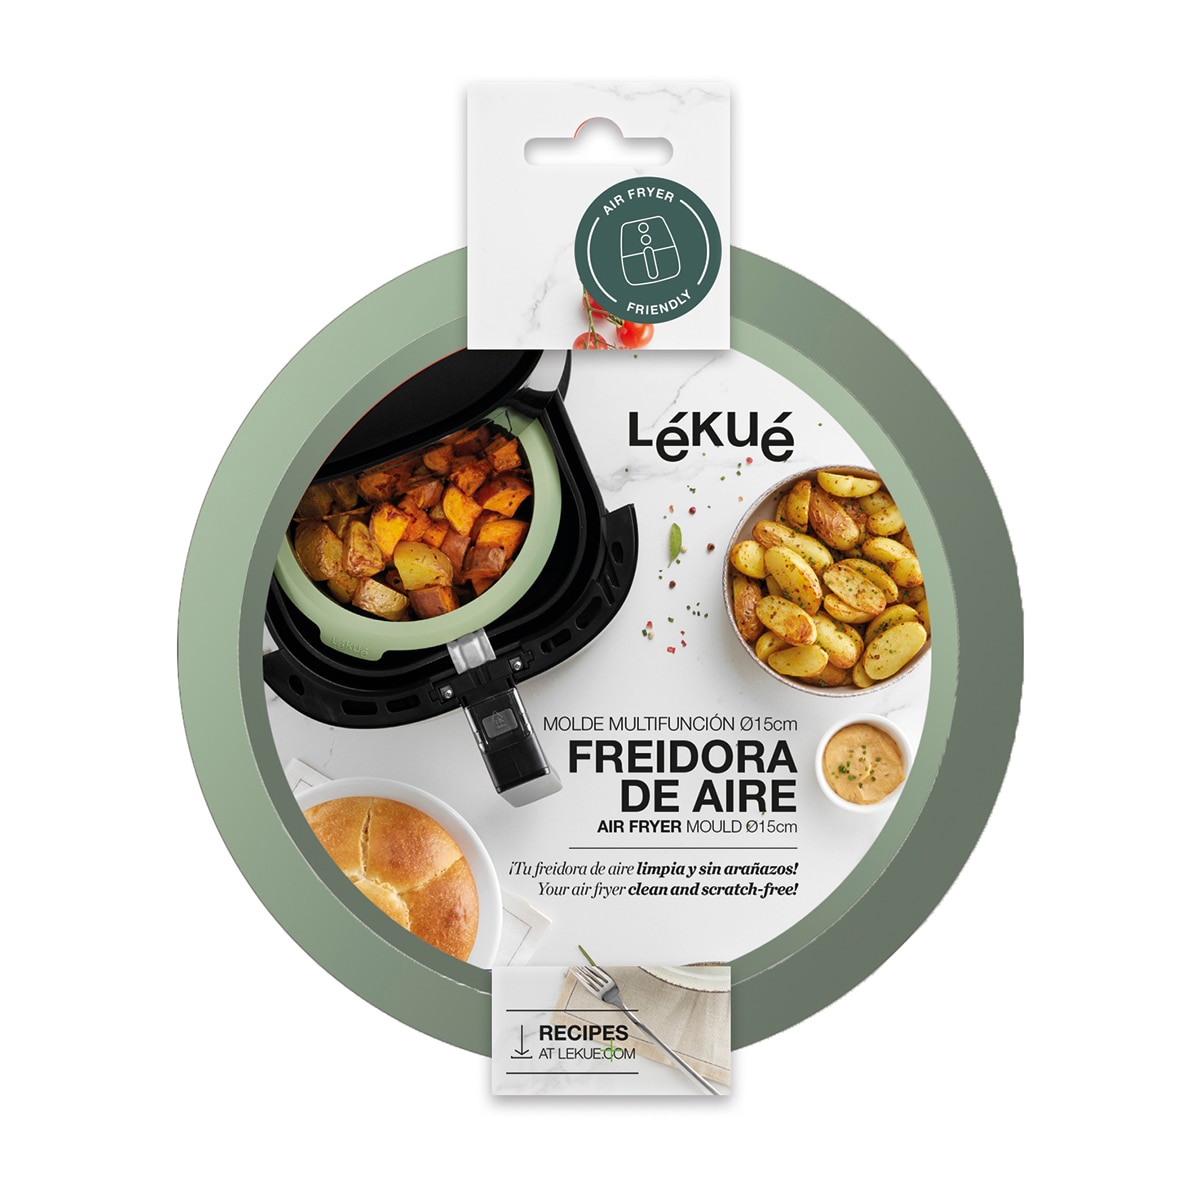 AIR FRYER
FRIENDLY
LéKUé
Lékué
MOLDE MULTIFUNCIÓN Ø15cm
FREIDORA
DE AIRE
AIR FRYER MOULD Ø15cm
¡Tu freidora de aire limpia y sin arañazos!
Your air fryer clean and scratch-free!
RECIPES
AT LEKUE.COM